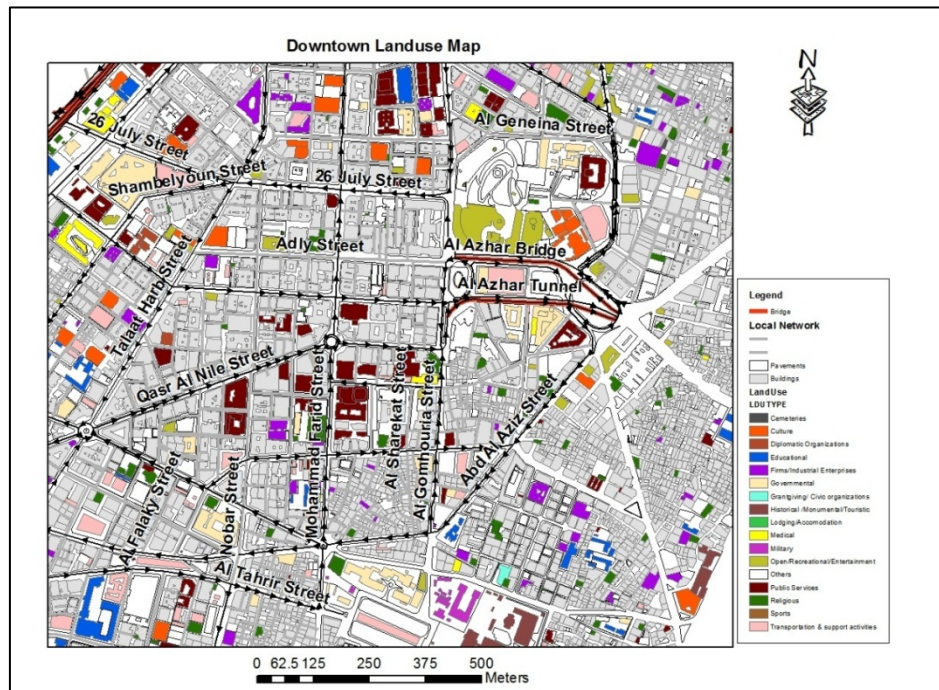 Downtown Landuse Map
N
26 July Street
Al Geneina Street
Shambelyoun Street
26 July Street
Adly Street
Al Azhar Bridge
Al Azhar Tunnel
Talaat Harb Street
Qasr Al Nile Street
Mohammad Farid Street
Al Sharekat Street
Al Gomhouria Street
Abd Al Aziz Street
Al Falaky Street
Nobar Street
Al Tahrir Street
Legend
Bridge
Local Network
Pavements
Buildings
LandUse
LDUTYPE
Cemeteries
Culture
Diplomatic Organizations
Educational
Firms/Industrial Enterprises
Governmental
Grantgiving/ Civic organizations
Historical /Monumental/Touristic
Lodging/Accomodation
Medical
Military
Open/Recreational/Entertainment
Others
Public Services
Religious
Sports
Transportation & support activities
0 62.5 125 250 375 500
Meters